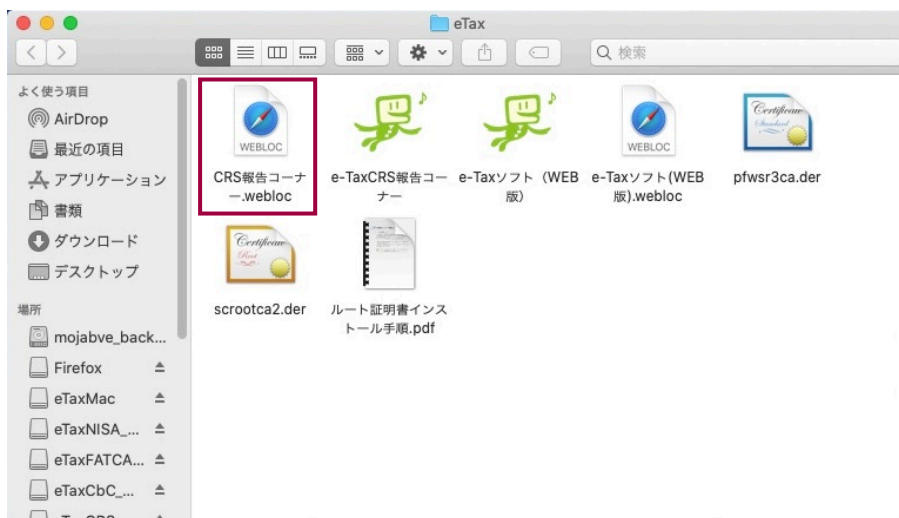 eTax
検索
よく使う項目
AirDrop
最近の項目
アプリケーション
書類
ダウンロード
デスクトップ
場所
mojabve_back...
Firefox
eTaxMac
eTaxNISA_...
eTaxFATCA...
eTaxCbC_...
WEBLOC
CRS報告コーナ
ー.webloc
e-TaxCRS報告コー
ナー
e-Taxソフト（WEB
版）
WEBLOC
e-Taxソフト(WEB
版).webloc
Certificate
Standard
pfwsr3ca.der
Certificate
Root
scrootca2.der
ルート証明書インス
トール手順.pdf